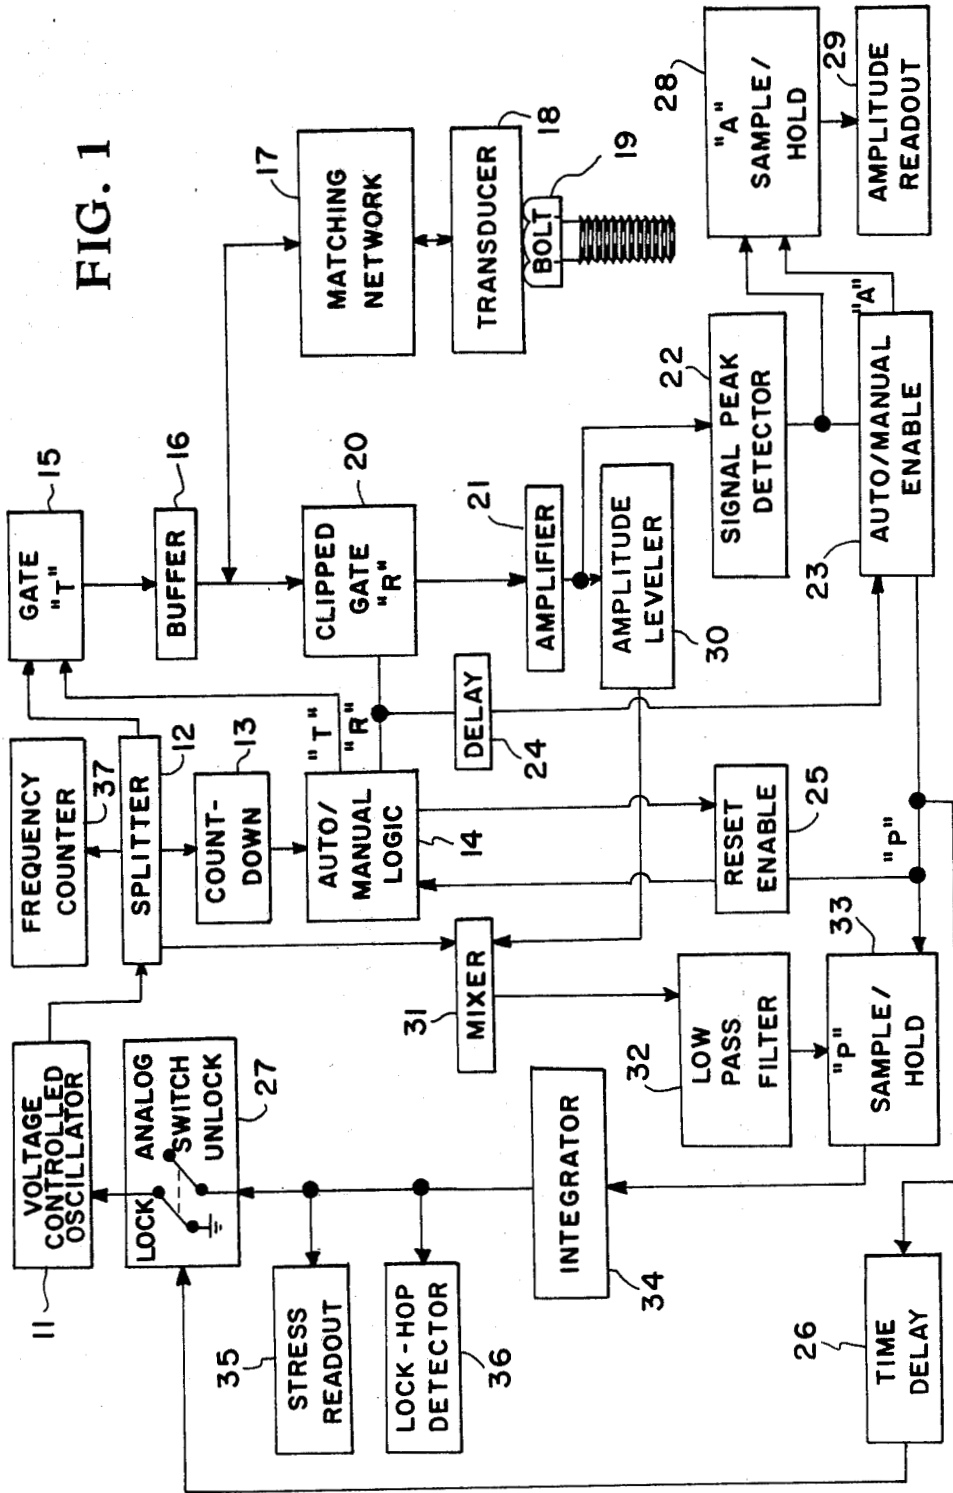 FIG. 1
VOLTAGE
CONTROLLED
OSCILLATOR
11
LOCK
ANALOG
SWITCH
UNLOCK
27
STRESS
READOUT
35
LOCK-HOP
DETECTOR
36
INTEGRATOR
34
TIME
DELAY
26
FREQUENCY
COUNTER
37
SPLITTER
12
COUNT-
DOWN
13
AUTO/
MANUAL
LOGIC
14
"T"
"R"
MIXER
31
LOW
PASS
FILTER
32
"P"
SAMPLE/
HOLD
33
RESET
ENABLE
25
"P"
DELAY
24
GATE
"T"
15
BUFFER
16
CLIPPED
GATE
"R"
20
AMPLIFIER
21
AMPLITUDE
LEVELER
30
SIGNAL PEAK
DETECTOR
22
AUTO/MANUAL
ENABLE
23
"A"
MATCHING
NETWORK
17
TRANSDUCER
18
BOLT
19
"A"
SAMPLE/
HOLD
28
AMPLITUDE
READOUT
29